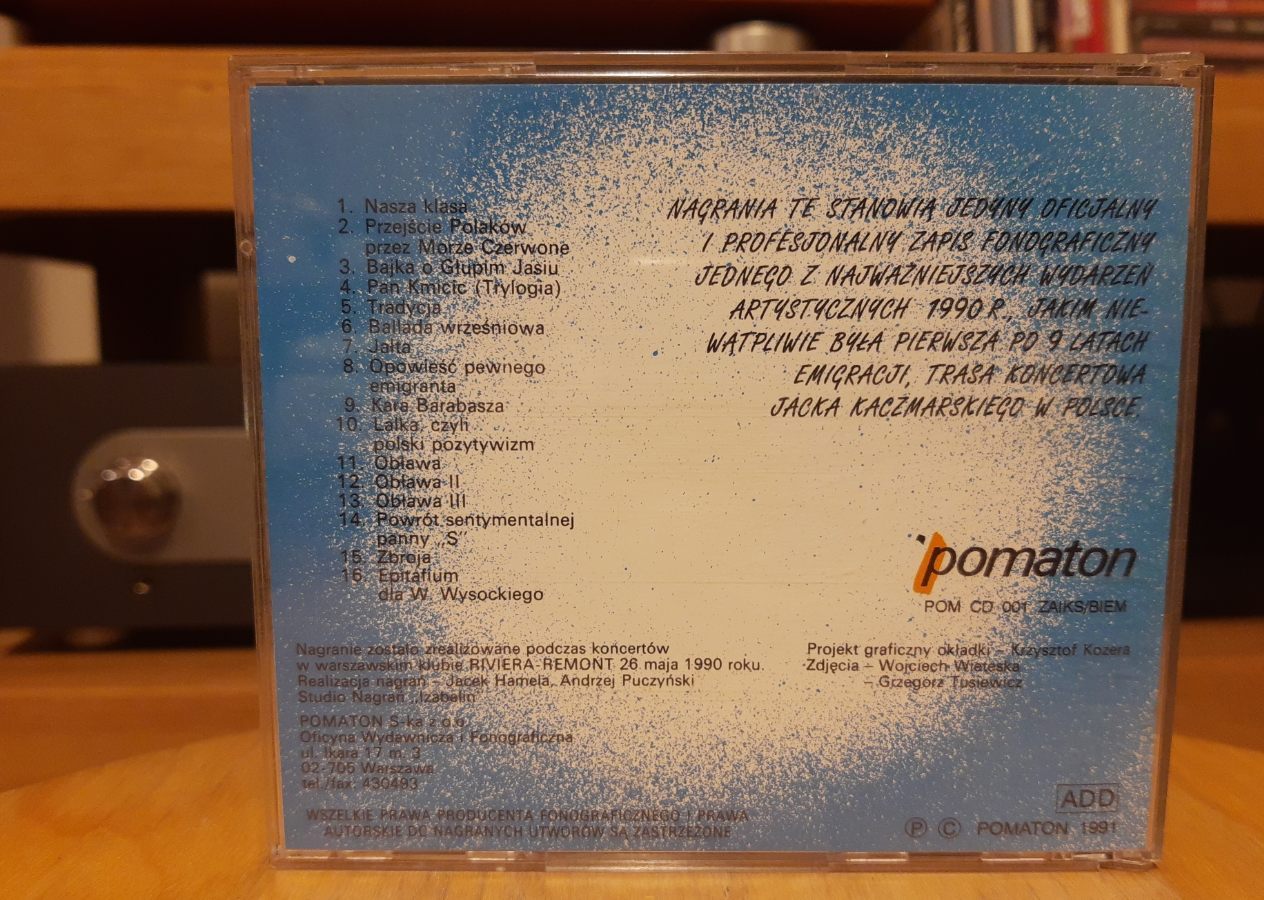 1. Nasza klasa
2. Przejście Polaków
przez Morze Czerwone
3. Bajka o Głupim Jasiu
4. Pan Kmicic (Trylogia)
5. Tradycja
6. Ballada wrześniowa
7. Jałta
8. Opowieść pewnego
emigranta
9. Kara Barabasza
10. Lalka, czyli
polski pozytywizm
11. Obława
12. Obława II
13. Obława III
14. Powrót sentymentalnej
panny „S”
15. Zbroja
16. Epitafium
dla W. Wysockiego
NAGRANIA TE STANOWIĄ JEDYNY OFICJALNY
I PROFESJONALNY ZAPIS FONOGRAFICZNY
JEDNEGO Z NAJWAŻNIEJSZYCH WYDARZEŃ
ARTYSTYCZNYCH 1990 R., JAKIM NIE-
WĄTPLIWIE BYŁA PIERWSZA PO 9 LATACH
EMIGRACJI, TRASA KONCERTOWA
JACKA KACZMARSKIEGO W POLSCE.
pomaton
POM CD 001 ZAIKS/BIEM
Nagranie zostało zrealizowane podczas koncertów
w warszawskim klubie RIVIERA-REMONT 26 maja 1990 roku.
Realizacja nagrań – Jacek Hamela, Andrzej Puczyński
Studio Nagrań „Izabelin”
Projekt graficzny okładki – Krzysztof Kozera
Zdjęcia – Wojciech Wiateska
– Grzegorz Tusiewicz
POMATON S-ka z o.o.
Oficyna Wydawnicza i Fonograficzna
ul. Ikara 17 m. 3
02-705 Warszawa
tel./fax. 430493
WSZELKIE PRAWA PRODUCENTA FONOGRAFICZNEGO I PRAWA
AUTORSKIE DO NAGRANYCH UTWORÓW SĄ ZASTRZEŻONE
ADD
Ⓟ © POMATON 1991